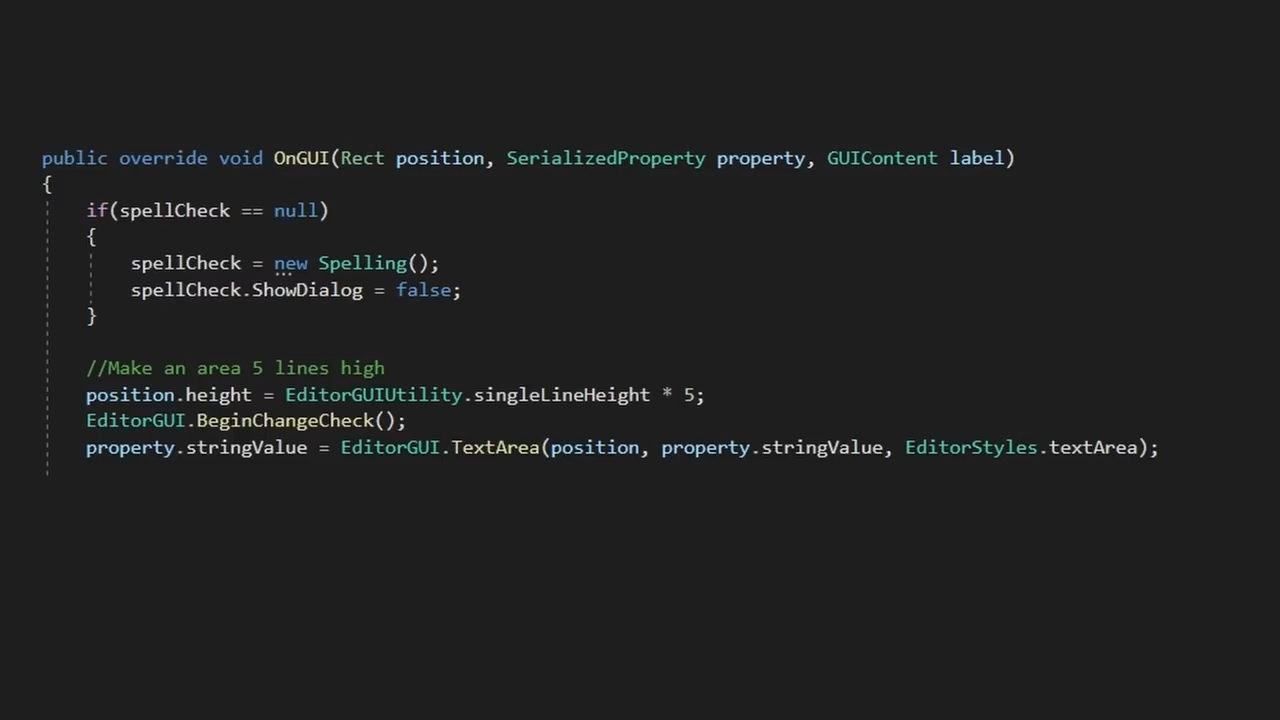 public override void OnGUI(Rect position, SerializedProperty property, GUIContent label)
{
if(spellCheck == null)
{
spellCheck = new Spelling();
spellCheck.ShowDialog = false;
}
//Make an area 5 lines high
position.height = EditorGUIUtility.singleLineHeight * 5;
EditorGUI.BeginChangeCheck();
property.stringValue = EditorGUI.TextArea(position, property.stringValue, EditorStyles.textArea);